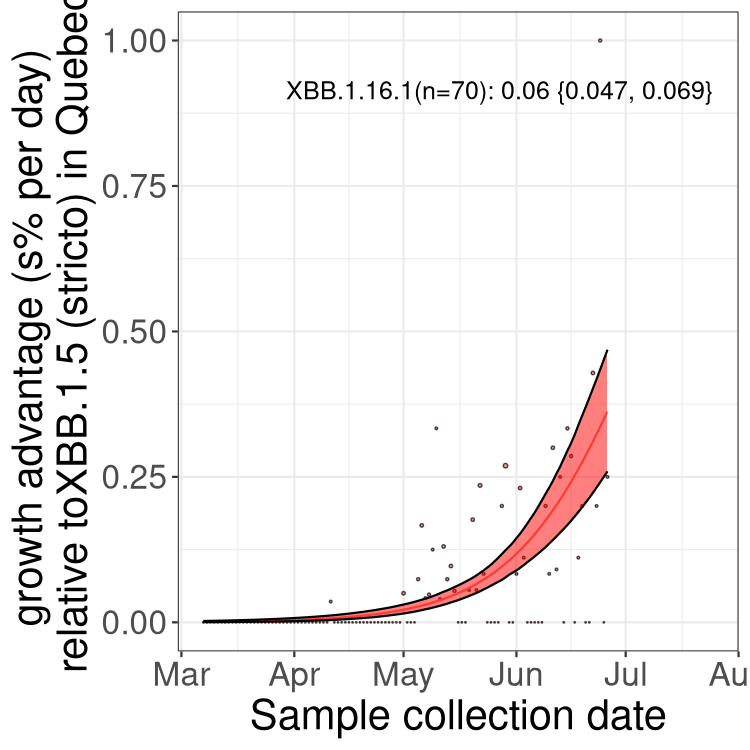 growth advantage (s% per day)
relative toXBB.1.5 (stricto) in Quebec
1.00
0.75
0.50
0.25
0.00
XBB.1.16.1(n=70): 0.06 {0.047, 0.069}
Mar Apr May Jun Jul Au
Sample collection date